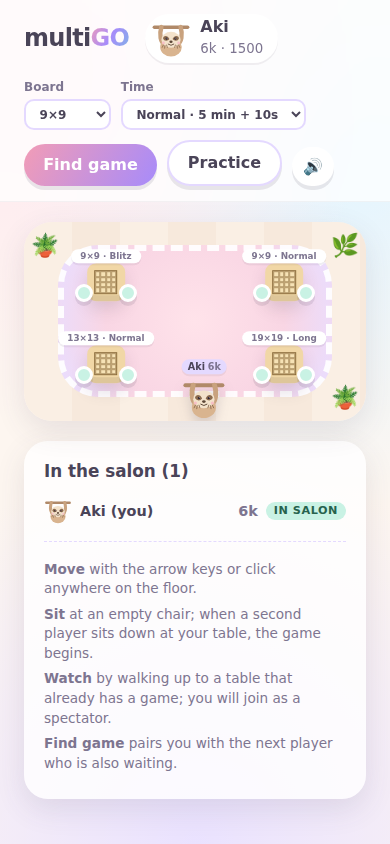 multiGO
Aki
6k · 1500
Board
Time
9×9
Normal · 5 min + 10s
Find game
Practice
9×9 · Blitz
9×9 · Normal
13×13 · Normal
19×19 · Long
Aki 6k
In the salon (1)
Aki (you)
6k
IN SALON
Move with the arrow keys or click
anywhere on the floor.
Sit at an empty chair; when a second
player sits down at your table, the game
begins.
Watch by walking up to a table that
already has a game; you will join as a
spectator.
Find game pairs you with the next player
who is also waiting.